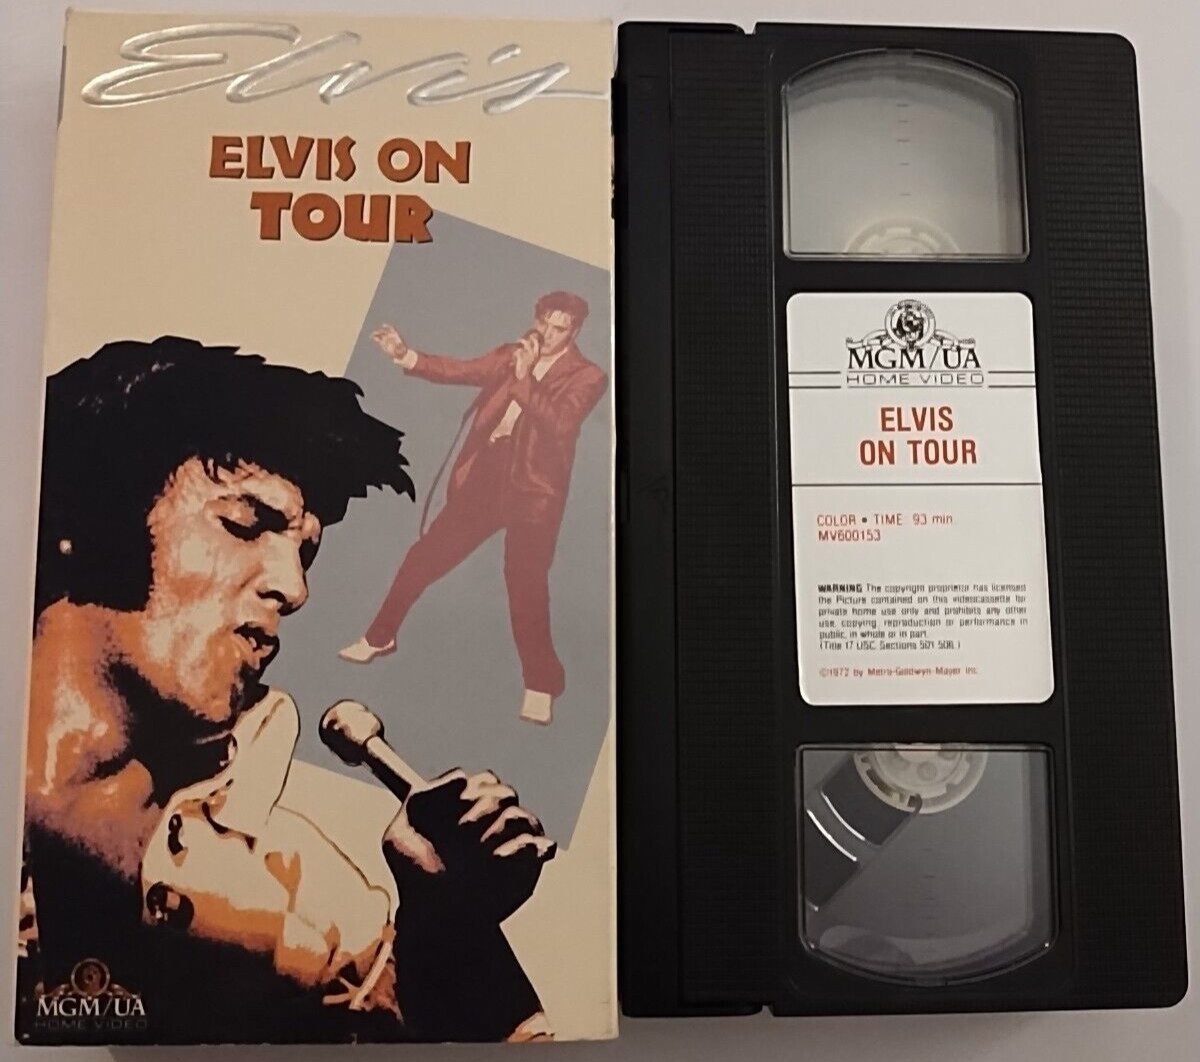 Elvis
ELVIS ON
TOUR
MGM/UA
HOME VIDEO
MGM/UA
HOME VIDEO
ELVIS
ON TOUR
COLOR • TIME 93 min
MV600153
WARNING The copyright proprietor has licensed
the Picture contained on this videocassette for
private home use only and prohibits any other
use, copying, reproduction or performance in
public, in whole or in part.
(Title 17 USC Sections 501 506.)
©1972 by Metro-Goldwyn-Mayer Inc.